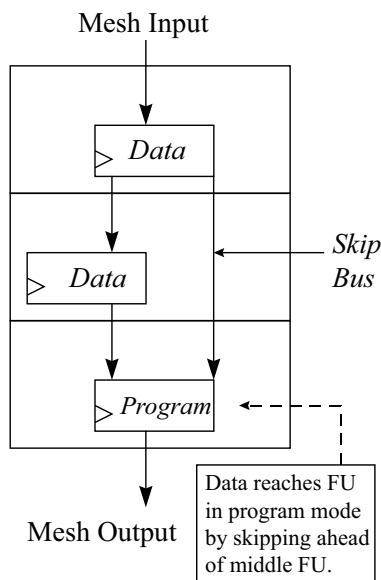 Mesh Input
Data
Skip
Bus
Data
Program
Data reaches FU
in program mode
by skipping ahead
of middle FU.
Mesh Output